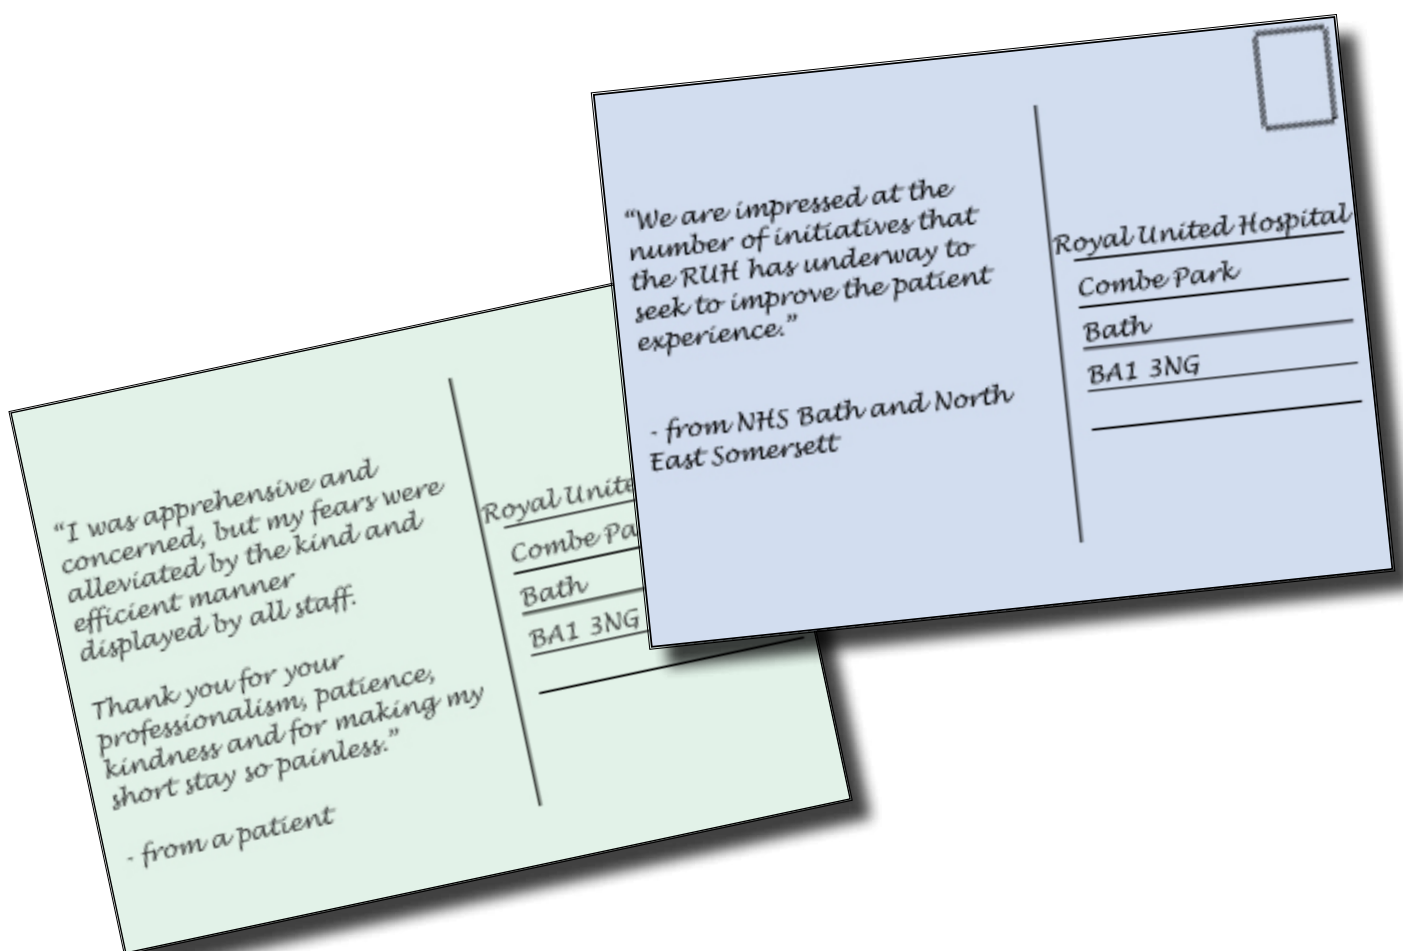 “We are impressed at the
number of initiatives that
the RUH has underway to
seek to improve the patient
experience.”
- from NHS Bath and North
East Somersett
Royal United Hospital
Combe Park
Bath
BA1 3NG
“I was apprehensive and
concerned, but my fears were
alleviated by the kind and
efficient manner
displayed by all staff.
Thank you for your
professionalism, patience,
kindness and for making my
short stay so painless.”
- from a patient
Royal Unite
Combe Pa
Bath
BA1 3NG